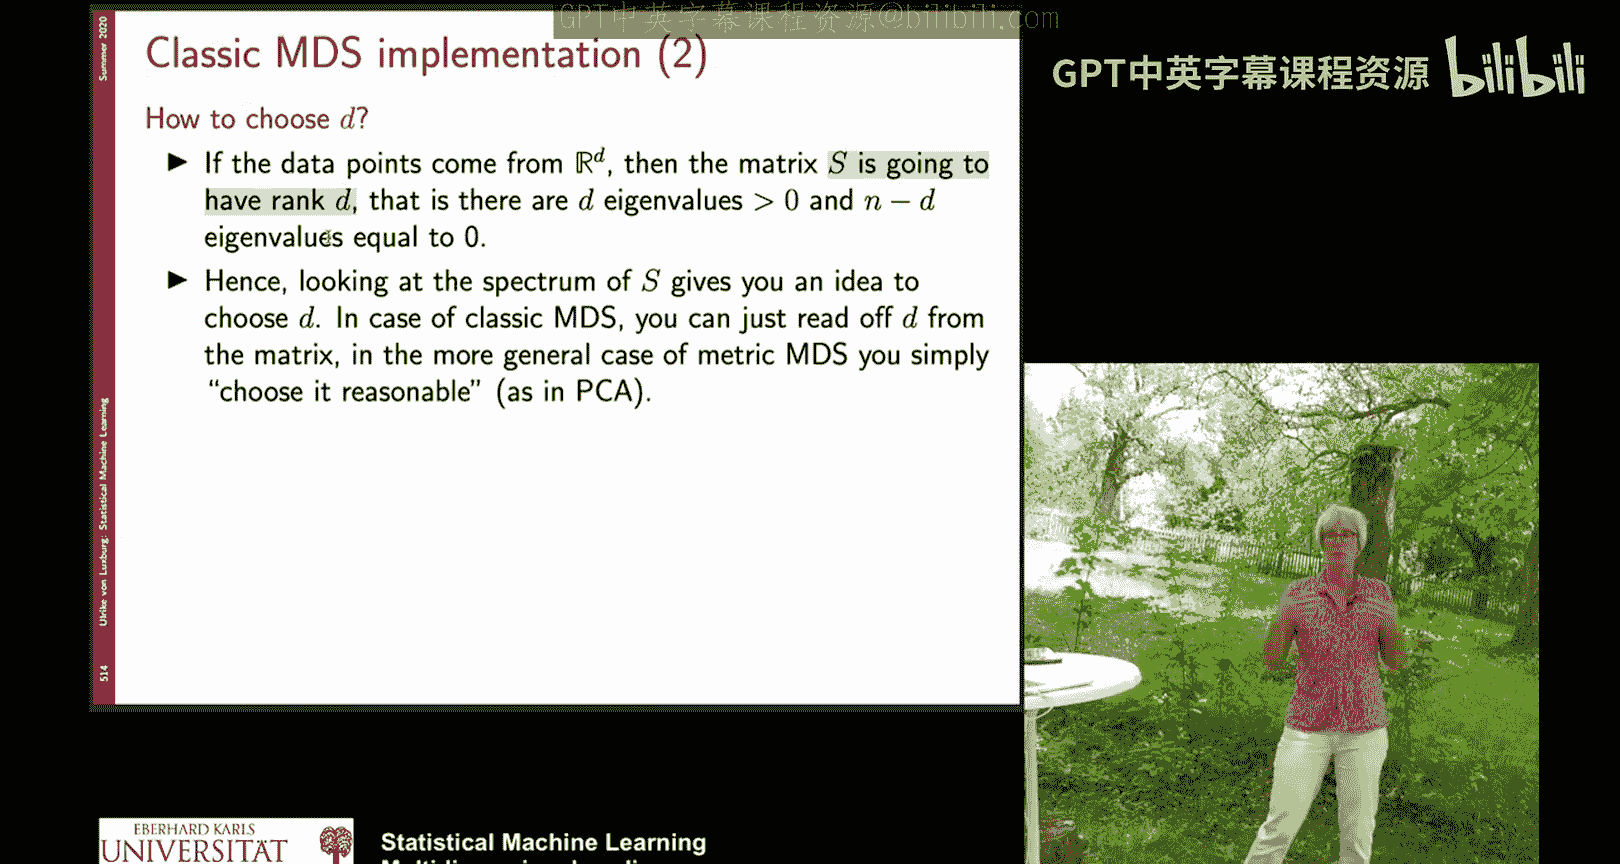 GPT中英字幕课程资源@bilibili.com
Classic MDS implementation (2)
GPT中英字幕课程资源 bilibili
How to choose d?
▶ If the data points come from ℝᵈ, then the matrix S is going to
have rank d, that is there are d eigenvalues > 0 and n − d
eigenvalues equal to 0.
▶ Hence, looking at the spectrum of S gives you an idea to
choose d. In case of classic MDS, you can just read off d from
the matrix, in the more general case of metric MDS you simply
“choose it reasonable” (as in PCA).
Summer 2020
Ulrike von Luxburg: Statistical Machine Learning
514
EBERHARD KARLS
UNIVERSITÄT
Statistical Machine Learning